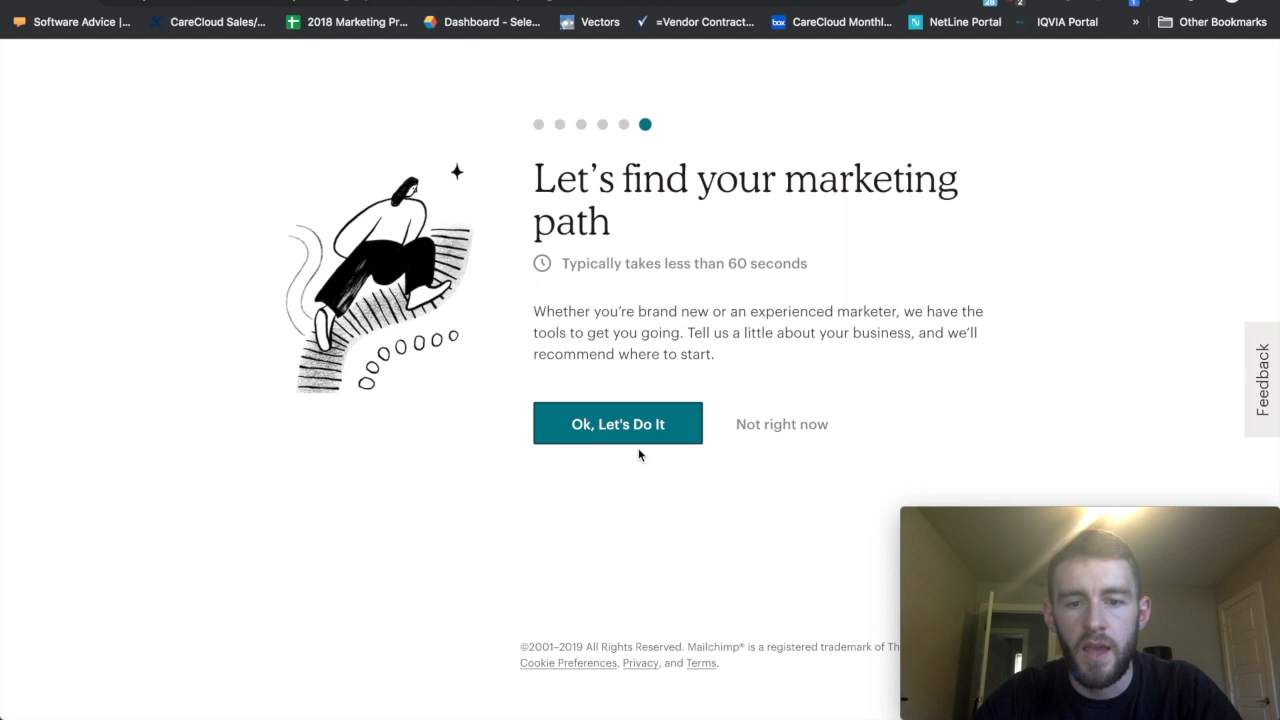 Software Advice |... CareCloud Sales/... 2018 Marketing Pr... Dashboard - Sele... Vectors =Vendor Contract... box CareCloud Monthl... N NetLine Portal IQVIA Portal » Other Bookmarks
Let's find your marketing
path
Typically takes less than 60 seconds
Whether you're brand new or an experienced marketer, we have the
tools to get you going. Tell us a little about your business, and we'll
recommend where to start.
Ok, Let's Do It Not right now
Feedback
©2001–2019 All Rights Reserved. Mailchimp® is a registered trademark of Th
Cookie Preferences, Privacy, and Terms.